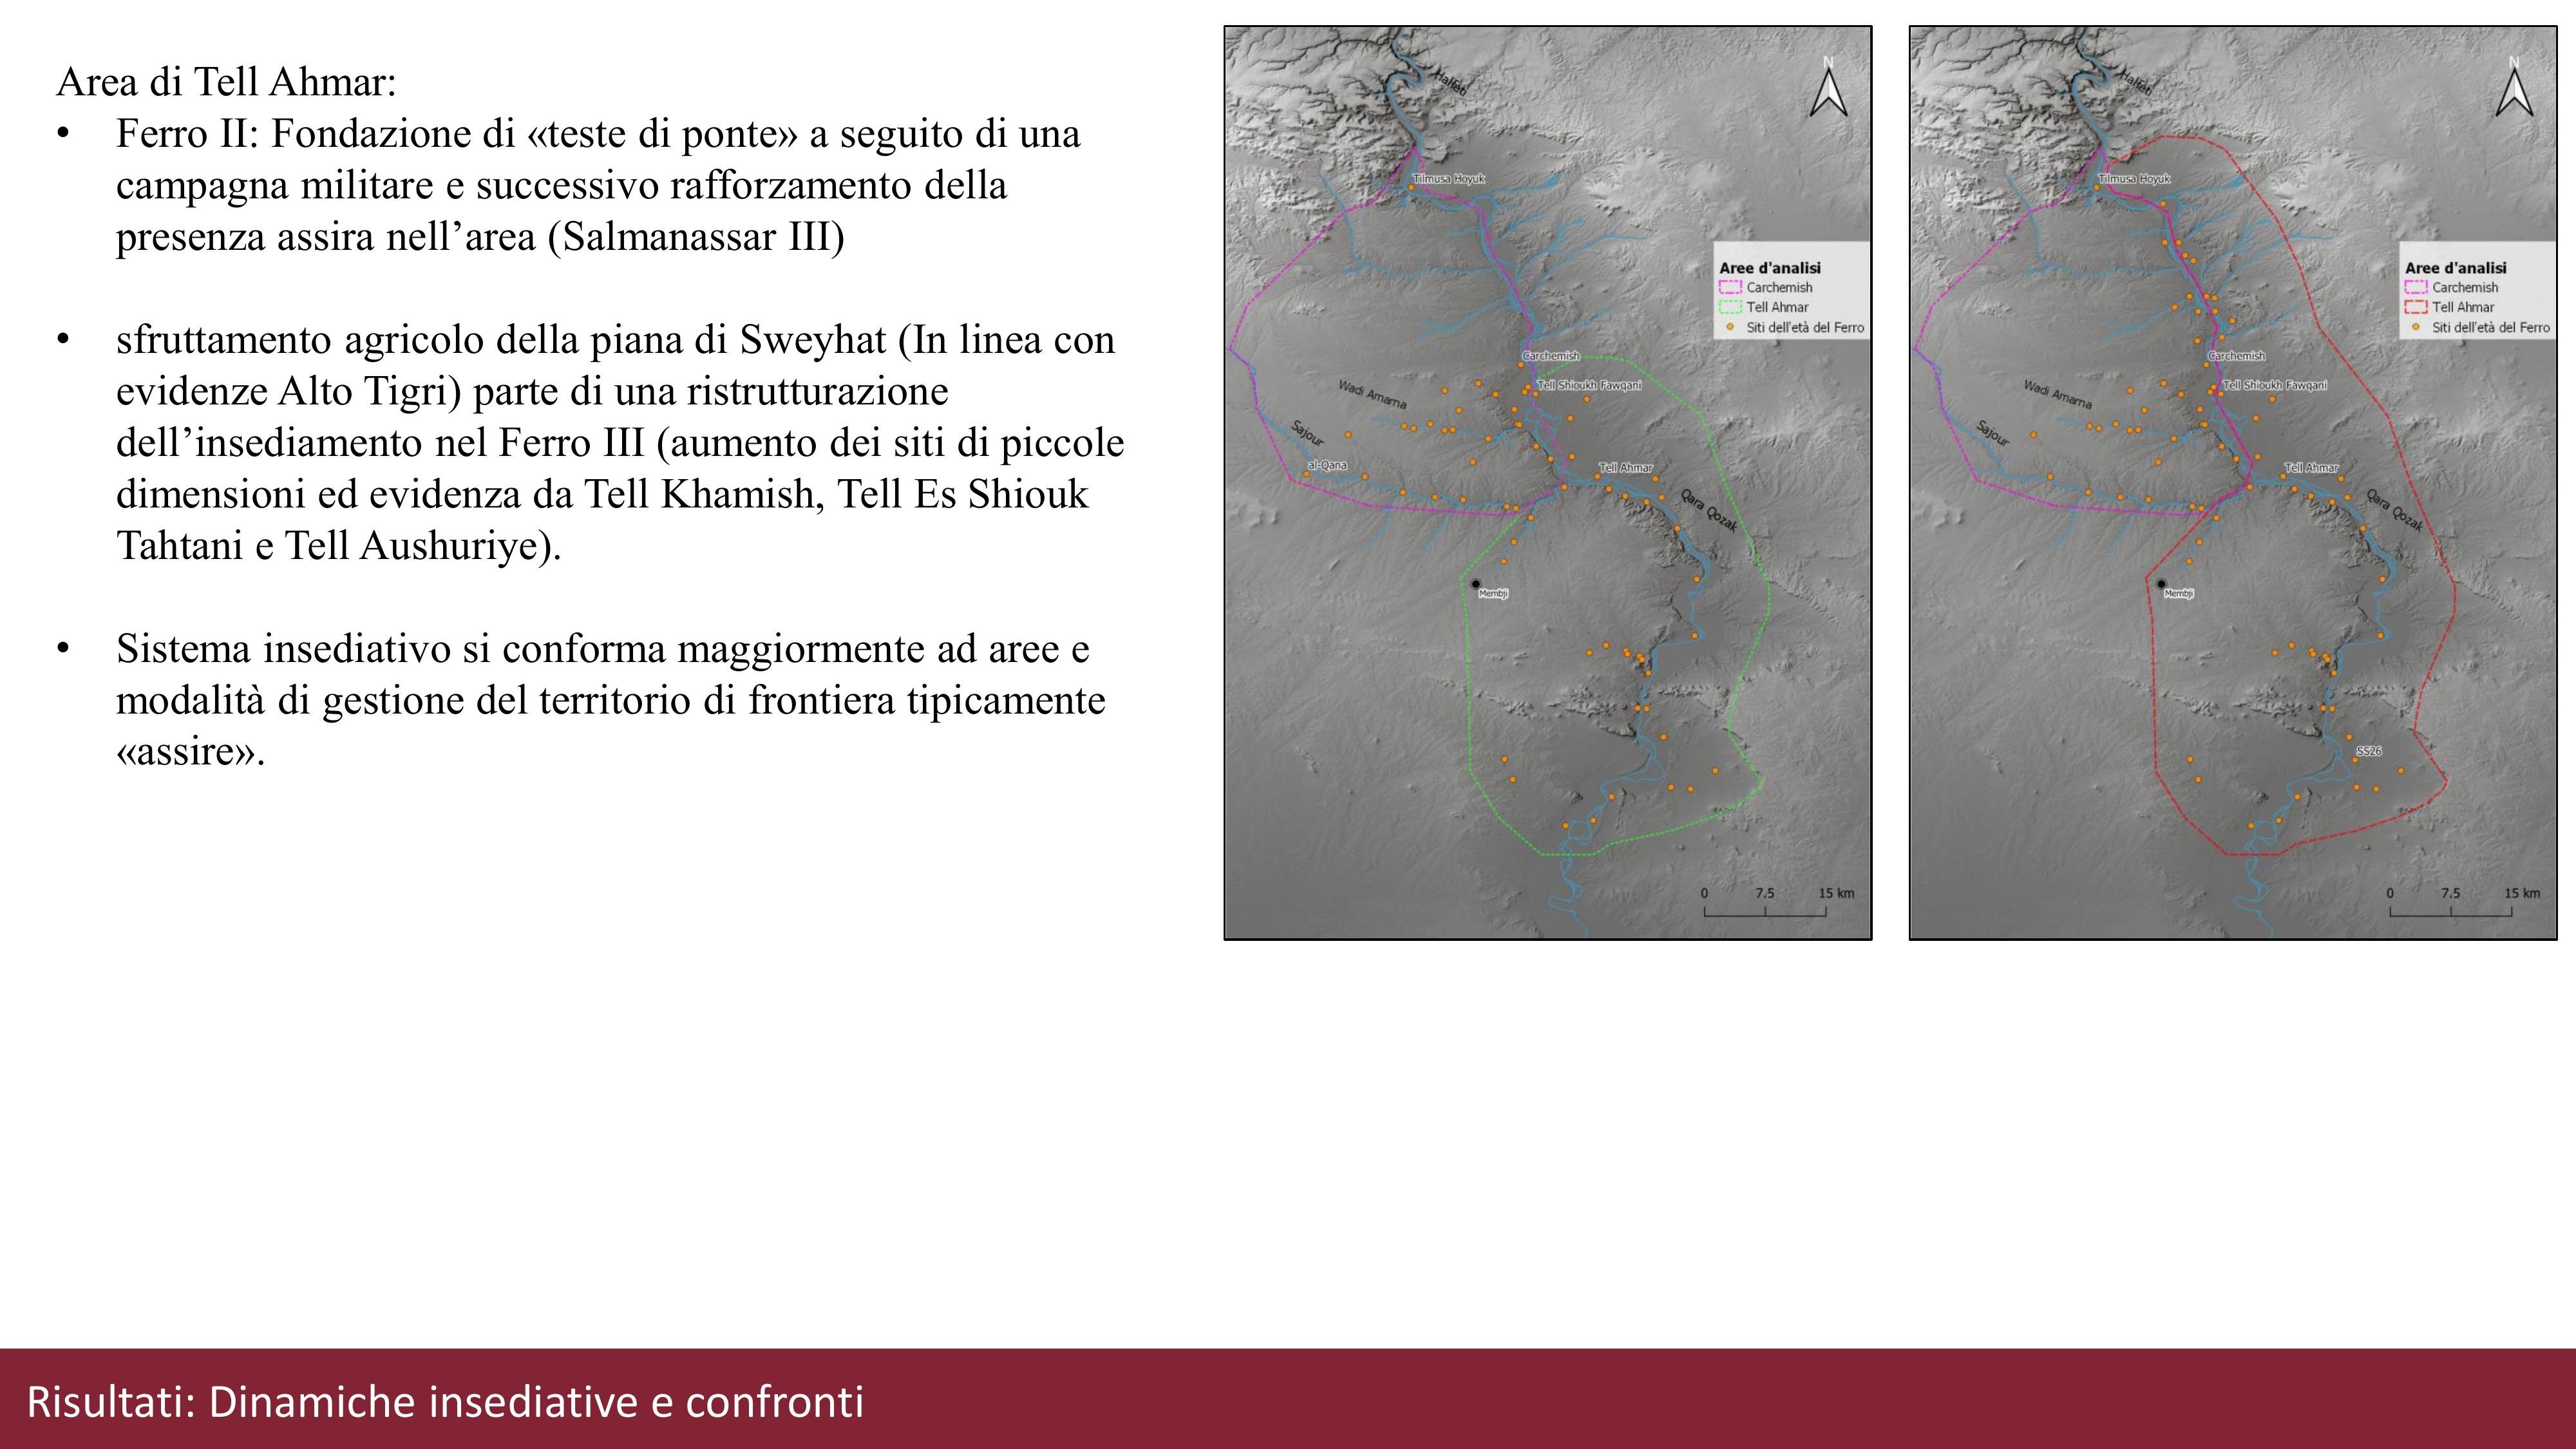 Area di Tell Ahmar:
• Ferro II: Fondazione di «teste di ponte» a seguito di una
campagna militare e successivo rafforzamento della
presenza assira nell’area (Salmanassar III)
• sfruttamento agricolo della piana di Sweyhat (In linea con
evidenze Alto Tigri) parte di una ristrutturazione
dell’insediamento nel Ferro III (aumento dei siti di piccole
dimensioni ed evidenza da Tell Khamish, Tell Es Shiouk
Tahtani e Tell Aushuriye).
• Sistema insediativo si conforma maggiormente ad aree e
modalità di gestione del territorio di frontiera tipicamente
«assire».
N
Halfeti
Tilmusa Hoyuk
Aree d'analisi
Carchemish
Tell Ahmar
Siti dell'età del Ferro
Carchemish
Tell Shioukh Fawqani
Wadi Amarna
Sajour
al-Qana
Tell Ahmar
Qara Qozak
Membji
0 7.5 15 km
N
Halfeti
Tilmusa Hoyuk
Aree d'analisi
Carchemish
Tell Ahmar
Siti dell'età del Ferro
Carchemish
Tell Shioukh Fawqani
Wadi Amarna
Sajour
Tell Ahmar
Qara Qozak
Membji
SS26
0 7.5 15 km
Risultati: Dinamiche insediative e confronti